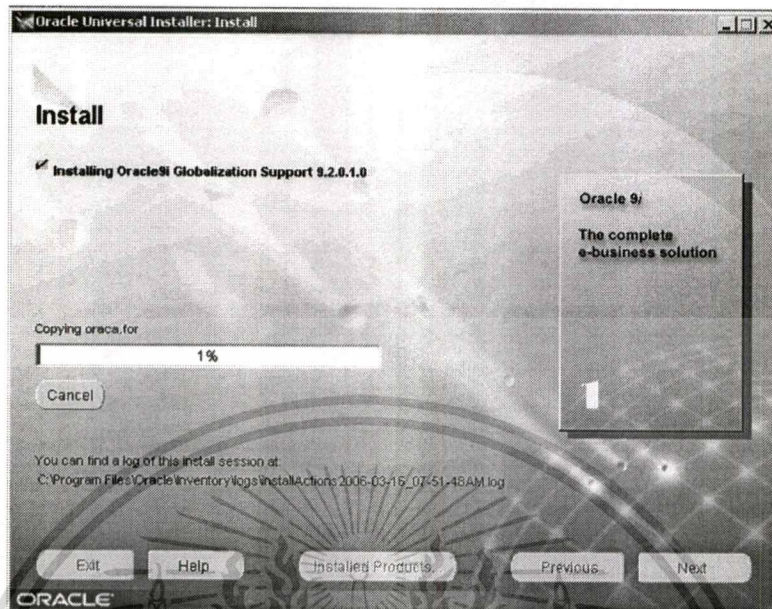 Oracle Universal Installer: Install
Install
Installing Oracle9i Globalization Support 9.2.0.1.0
Oracle 9i
The complete
e-business solution
Copying oraca.for
1%
Cancel
You can find a log of this install session at:
C:\Program Files\Oracle\Inventory\logs\InstallActions2006-03-16_07-51-48AM.log
Exit
Help
Installed Products...
Previous
Next
ORACLE